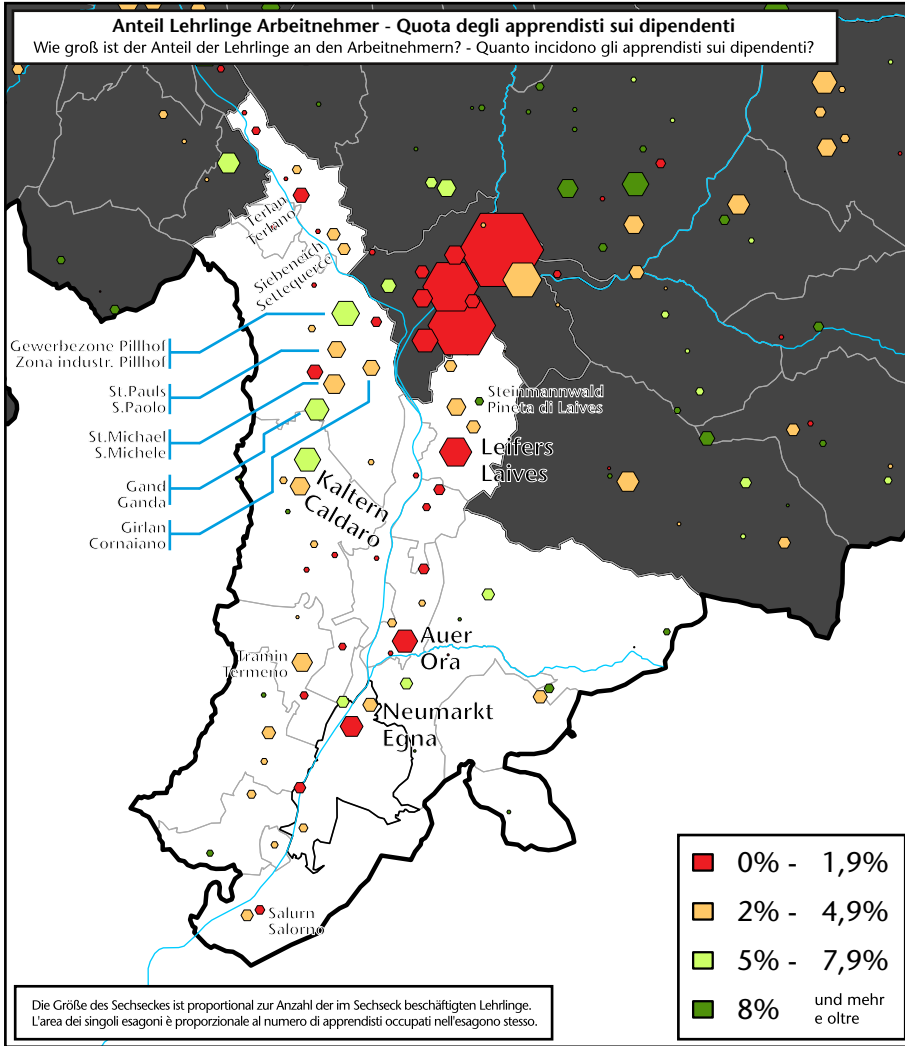 Anteil Lehrlinge Arbeitnehmer - Quota degli apprendisti sui dipendenti
Wie groß ist der Anteil der Lehrlinge an den Arbeitnehmern? - Quanto incidono gli apprendisti sui dipendenti?
Terlan
Terlano
Siebeneich
Settequerce
Gewerbezone Pillhof
Zona industr. Pillhof
St.Pauls
S.Paolo
St.Michael
S.Michele
Gand
Ganda
Girlan
Cornaiano
Steinmannwald
Pineta di Laives
Leifers
Laives
Kaltern
Caldaro
Auer
Ora
Tramin
Termeno
Neumarkt
Egna
Salurn
Salorno
0% - 1,9%
2% - 4,9%
5% - 7,9%
8% und mehr
e oltre
Die Größe des Sechseckes ist proportional zur Anzahl der im Sechseck beschäftigten Lehrlinge.
L'area dei singoli esagoni è proporzionale al numero di apprendisti occupati nell'esagono stesso.